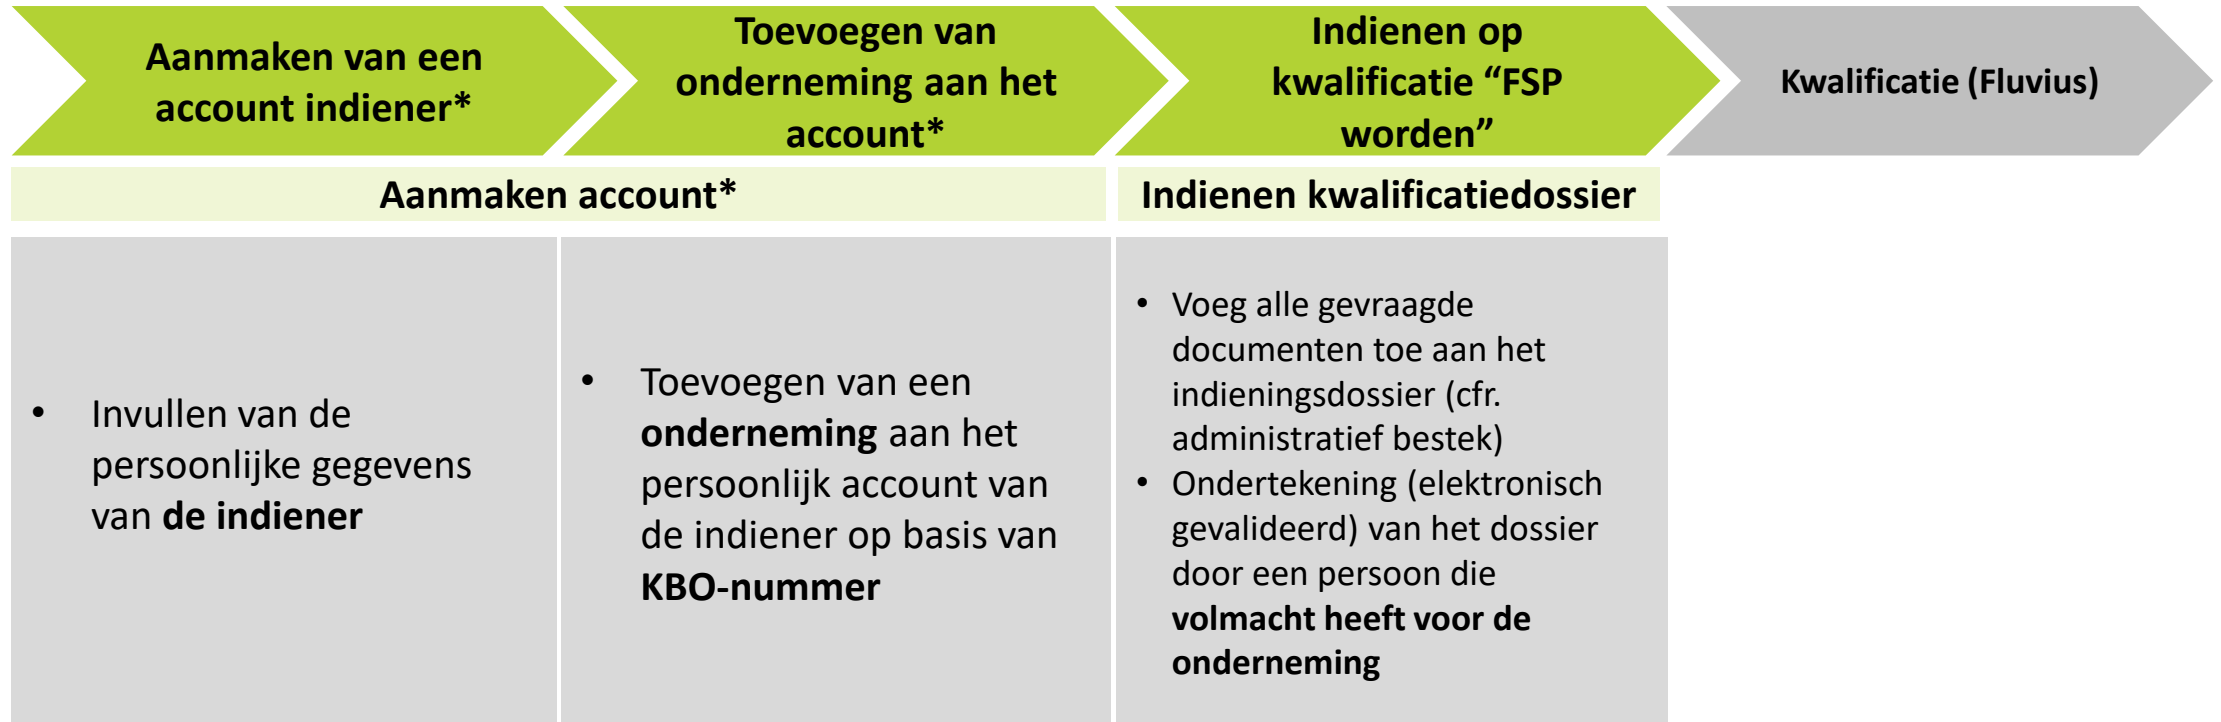 Aanmaken van een
account indiener*
Toevoegen van
onderneming aan het
account*
Indienen op
kwalificatie “FSP
worden”
Kwalificatie (Fluvius)
Aanmaken account*
Indienen kwalificatiedossier
• Invullen van de
persoonlijke gegevens
van de indiener
• Toevoegen van een
onderneming aan het
persoonlijk account van
de indiener op basis van
KBO-nummer
• Voeg alle gevraagde
documenten toe aan het
indieningsdossier (cfr.
administratief bestek)
• Ondertekening (elektronisch
gevalideerd) van het dossier
door een persoon die
volmacht heeft voor de
onderneming